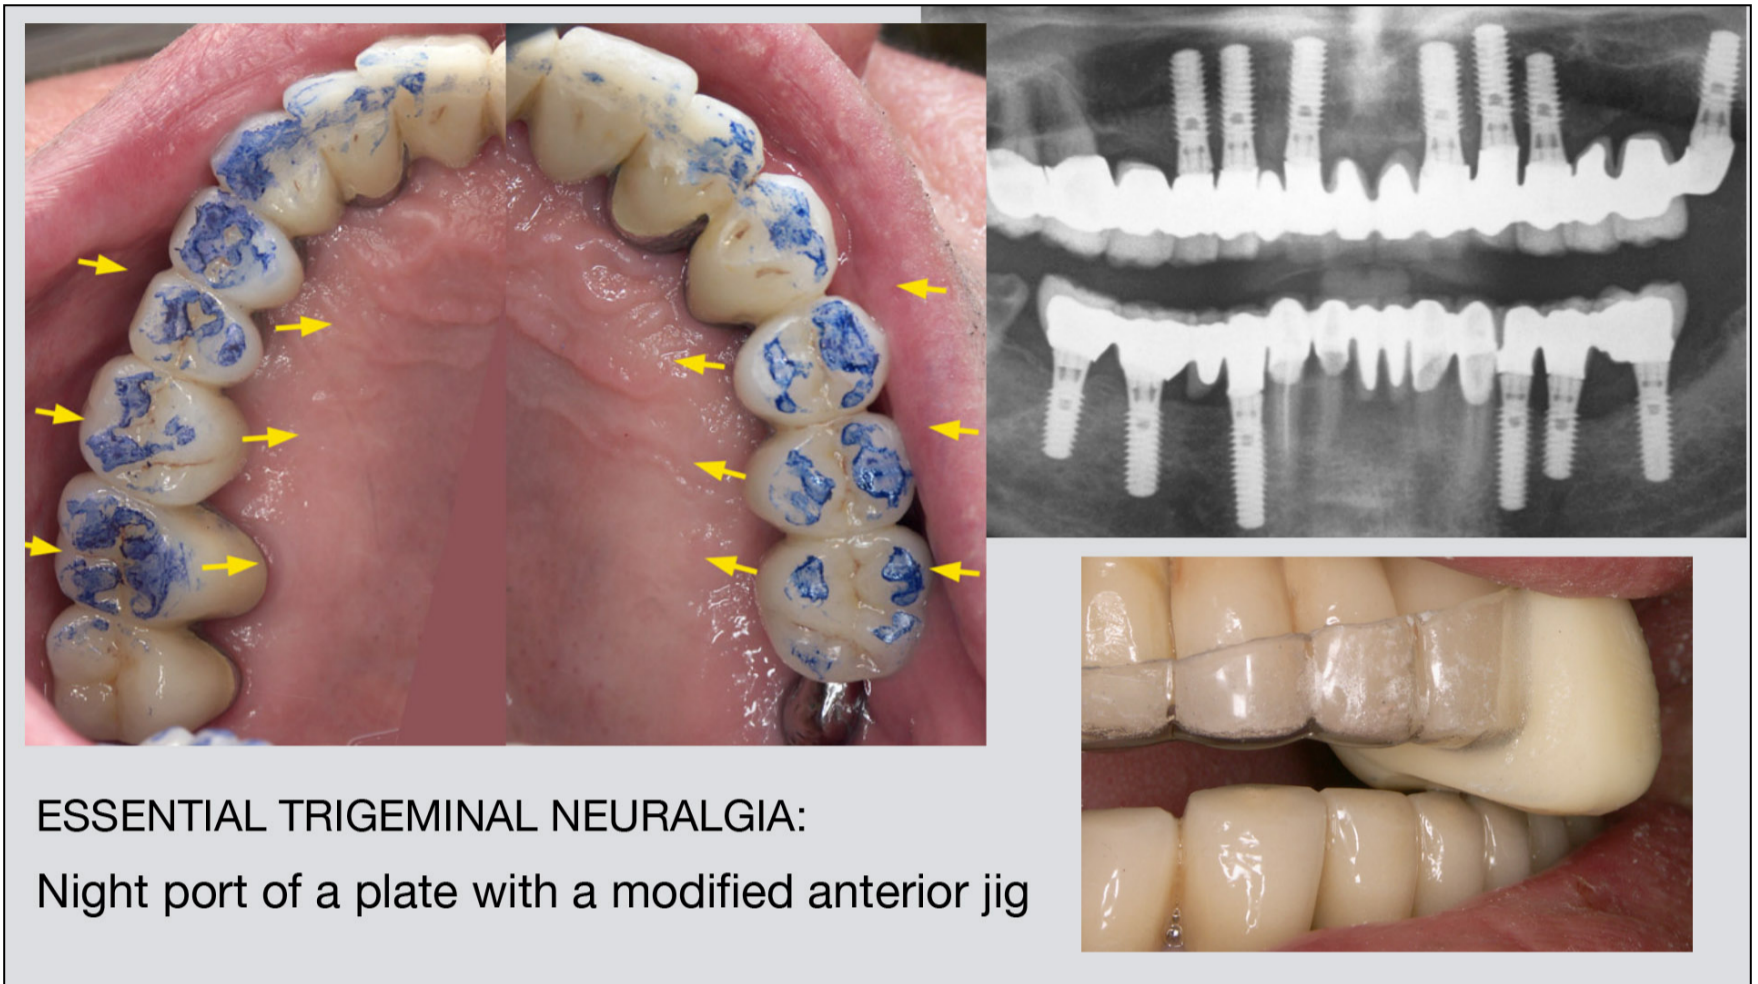 ESSENTIAL TRIGEMINAL NEURALGIA:
Night port of a plate with a modified anterior jig